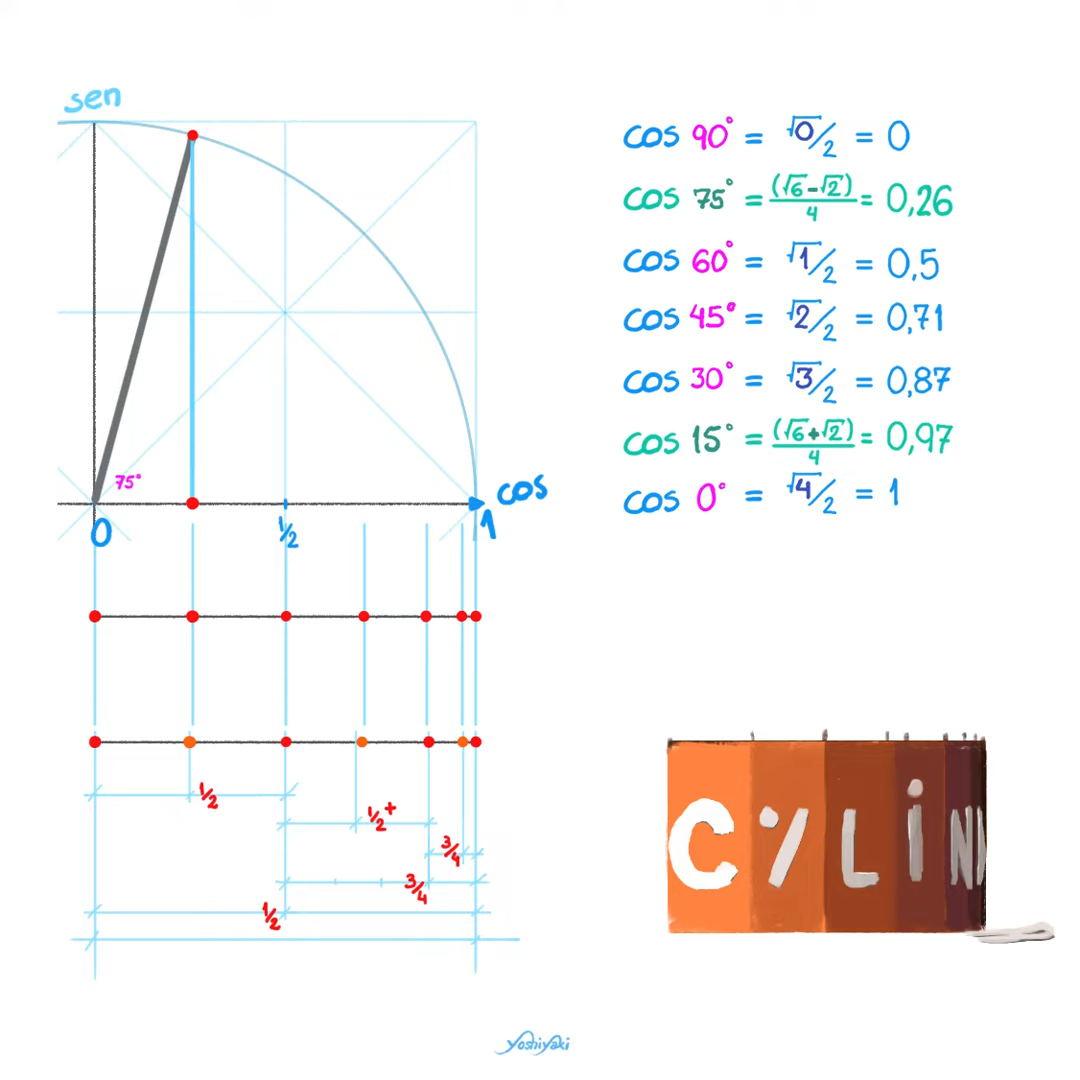 sen
cos 90° = √0/2 = 0
cos 75° = (√6-√2)/4 = 0,26
cos 60° = √1/2 = 0,5
cos 45° = √2/2 = 0,71
cos 30° = √3/2 = 0,87
cos 15° = (√6+√2)/4 = 0,97
cos 0° = √4/2 = 1
75°
cos
0
1/2
1
1/2
1/2+
3/4
3/4
1/2
CYLIN
yoshiyaki